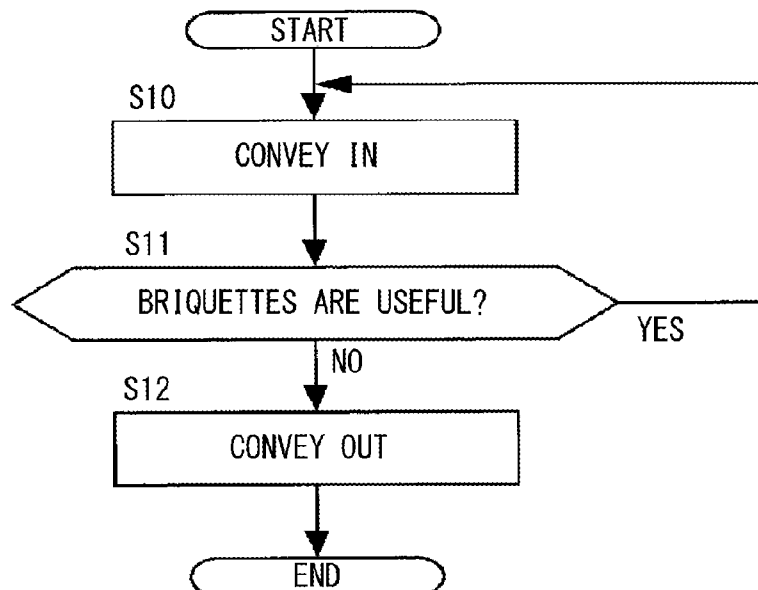 START
S10
CONVEY IN
S11
BRIQUETTES ARE USEFUL?
YES
NO
S12
CONVEY OUT
END